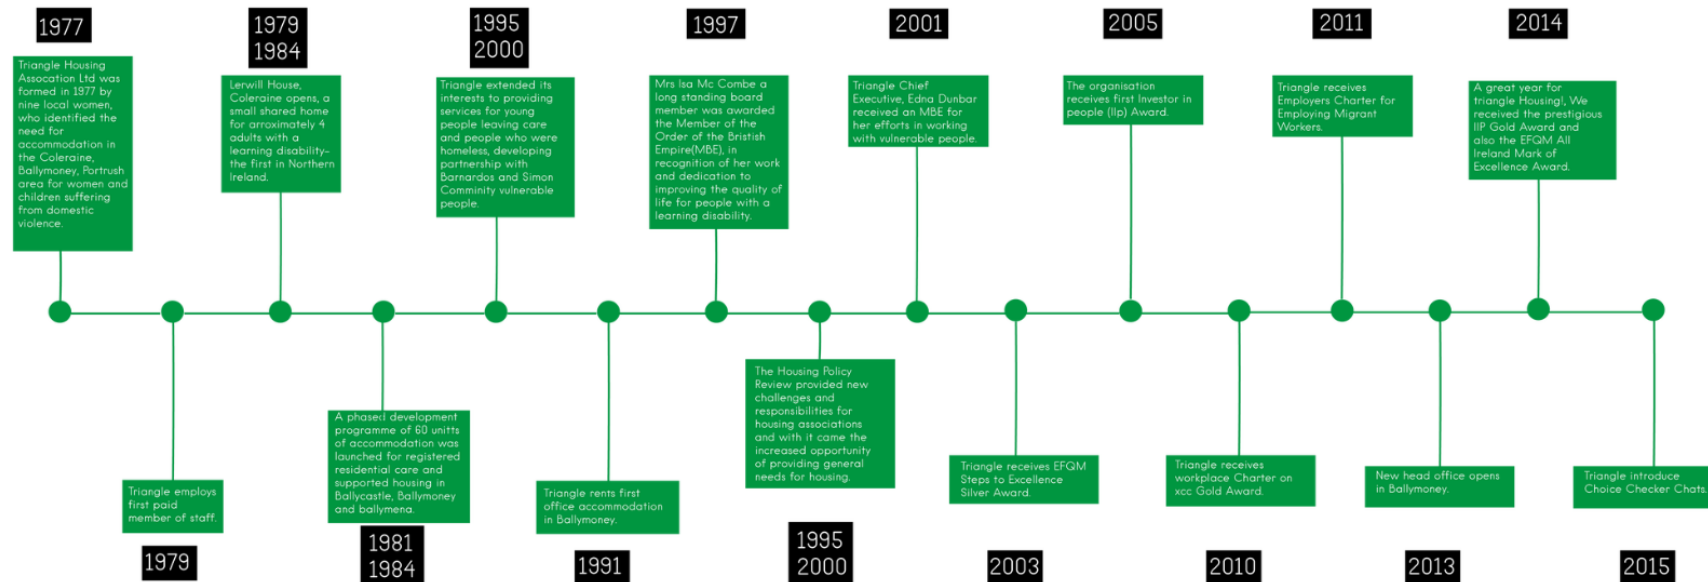 1977
Triangle Housing
Assocation Ltd was
formed in 1977 by
nine local women,
who identified the
need for
accommodation in
the Coleraine,
Ballymoney, Portrush
area for women and
children suffering
from domestic
violence.
Triangle employs
first paid
member of staff.
1979
1979
1984
Lerwill House,
Coleraine opens, a
small shared home
for arroximately 4
adults with a
learning disability-
the first in Northern
Ireland.
A phased development
programme of 60 unitts
of accommodation was
launched for registered
residential care and
supported housing in
Ballycastle, Ballymoney
and ballymena.
1981
1984
1995
2000
Triangle extended its
interests to providing
services for young
people leaving care
and people who were
homeless, developing
partnership with
Barnardos and Simon
Comminity vulnerable
people.
Triangle rents first
office accommodation
in Ballymoney.
1991
1997
Mrs Isa Mc Combe a
long standing board
member was awarded
the Member of the
Order of the Bristish
Empire(MBE), in
recognition of her work
and dedication to
improving the quality of
life for people with a
learning disability.
The Housing Policy
Review provided new
challenges and
responsibilities for
housing associations
and with it came the
increased opportunity
of providing general
needs for housing.
1995
2000
2001
Triangle Chief
Executive, Edna Dunbar
received an MBE for
her efforts in working
with vulnerable people.
Triangle receives EFQM
Steps to Excellence
Silver Award.
2003
2005
The organisation
receives first Investor in
people (IIp) Award.
Triangle receives
workplace Charter on
xcc Gold Award.
2010
2011
Triangle receives
Employers Charter for
Employing Migrant
Workers.
New head office opens
in Ballymoney.
2013
2014
A great year for
triangle Housing!, We
received the prestigious
IIP Gold Award and
also the EFQM All
Ireland Mark of
Excellence Award.
Triangle introduce
Choice Checker Chats.
2015